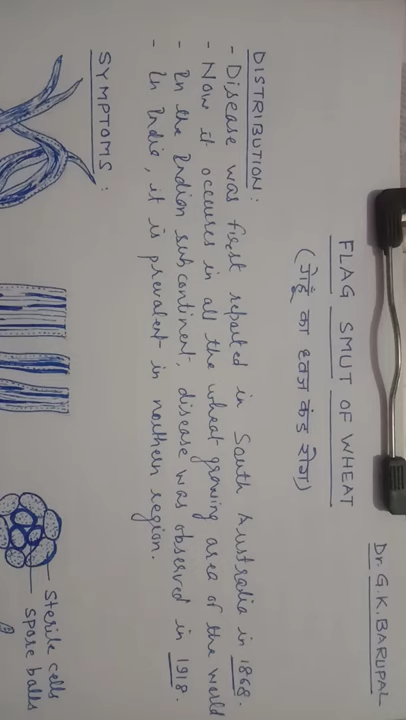 Dr. G.K. BARUPAL
FLAG SMUT OF WHEAT
(गेहूं का ध्वज कंड रोग)
DISTRIBUTION:
- Disease was first reported in South Australia in 1868.
- Now it occures in all the wheat growing area of the world
- In the Indian subcontinent, disease was observed in 1918.
- In India, it is prevalent in northern region.
SYMPTOMS:
Sterile cells
spore balls